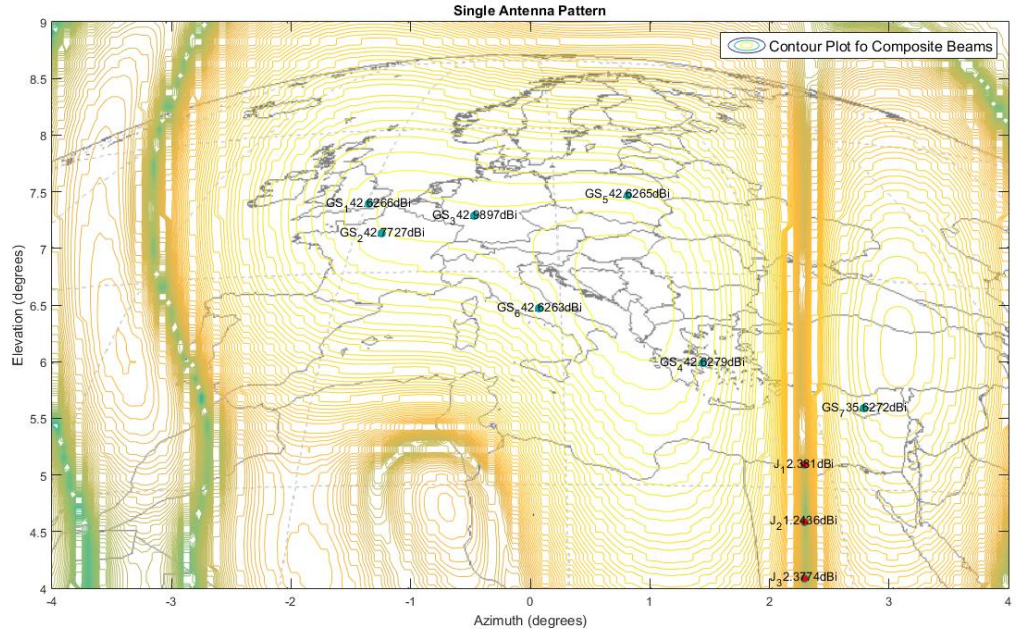 Single Antenna Pattern
Contour Plot fo Composite Beams
9
8.5
8
7.5
7
6.5
6
5.5
5
4.5
4
Elevation (degrees)
GS5 42.6265dBi
GS1 42.6266dBi
GS3 42.9897dBi
GS2 42.7727dBi
GS6 42.6263dBi
GS4 42.6279dBi
GS7 35.6272dBi
J1 2.381dBi
J2 1.2436dBi
J3 2.3774dBi
-4 -3 -2 -1 0 1 2 3 4
Azimuth (degrees)